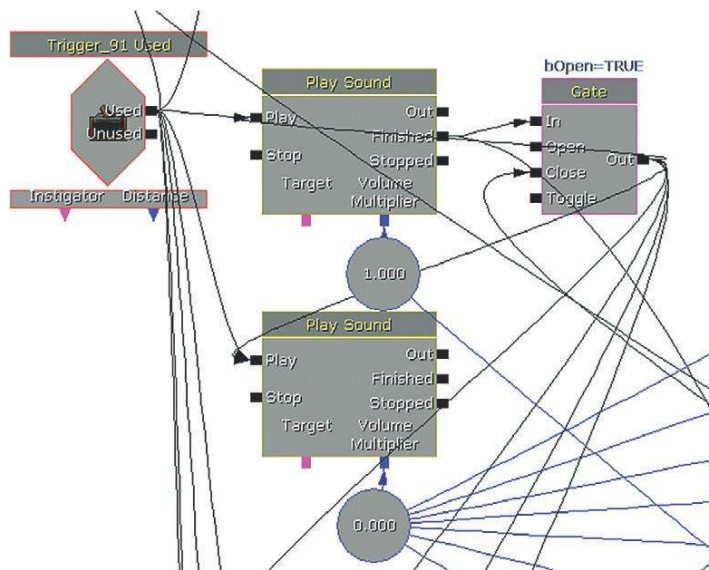 Trigger_91 Used
Used
Unused
Instigator
Distance
Play Sound
Play
Stop
Out
Finished
Stopped
Target
Volume
Multiplier
1.000
bOpen=TRUE
Gate
In
Open
Close
Toggle
Out
Play Sound
Play
Stop
Out
Finished
Stopped
Target
Volume
Multiplier
0.000